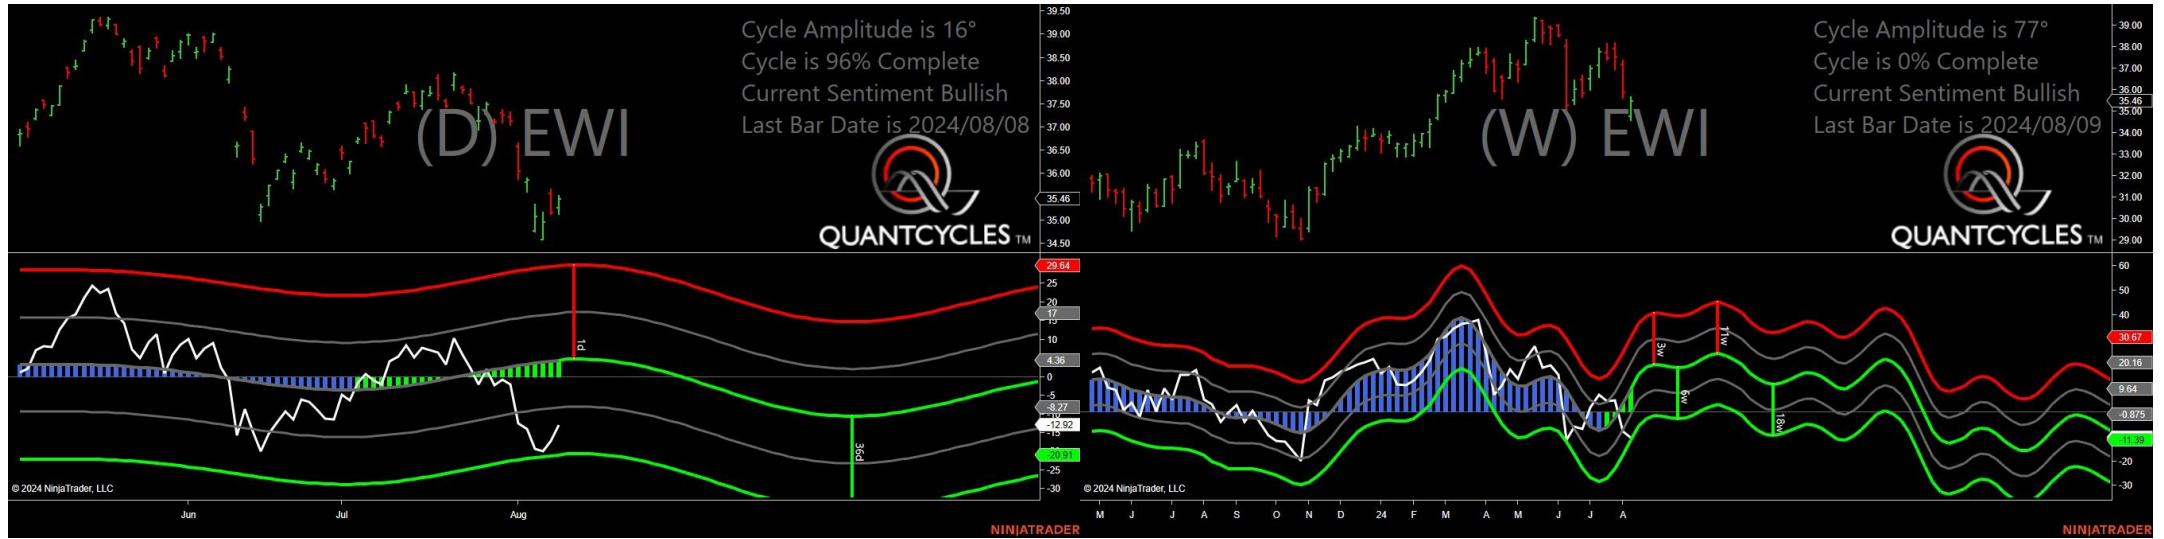 Cycle Amplitude is 16°
Cycle is 96% Complete
Current Sentiment Bullish
Last Bar Date is 2024/08/08
(D) EWI
QUANTCYCLES TM
39.50
39.00
38.50
38.00
37.50
37.00
36.50
36.00
35.46
35.00
34.50
29.64
25
20
17
15
10
4.36
0
-5
-8.27
-12.92
-15
-20.91
-25
-30
1d
36d
© 2024 NinjaTrader, LLC
Jun Jul Aug
NINJATRADER
Cycle Amplitude is 77°
Cycle is 0% Complete
Current Sentiment Bullish
Last Bar Date is 2024/08/09
(W) EWI
QUANTCYCLES TM
39.00
38.00
37.00
36.00
35.46
35.00
34.00
33.00
32.00
31.00
30.00
29.00
60
50
40
30.67
20.16
9.64
-0.875
-11.39
-20
-30
3w
6w
11w
18w
© 2024 NinjaTrader, LLC
M J J A S O N D 24 F M A M J J A
NINJATRADER